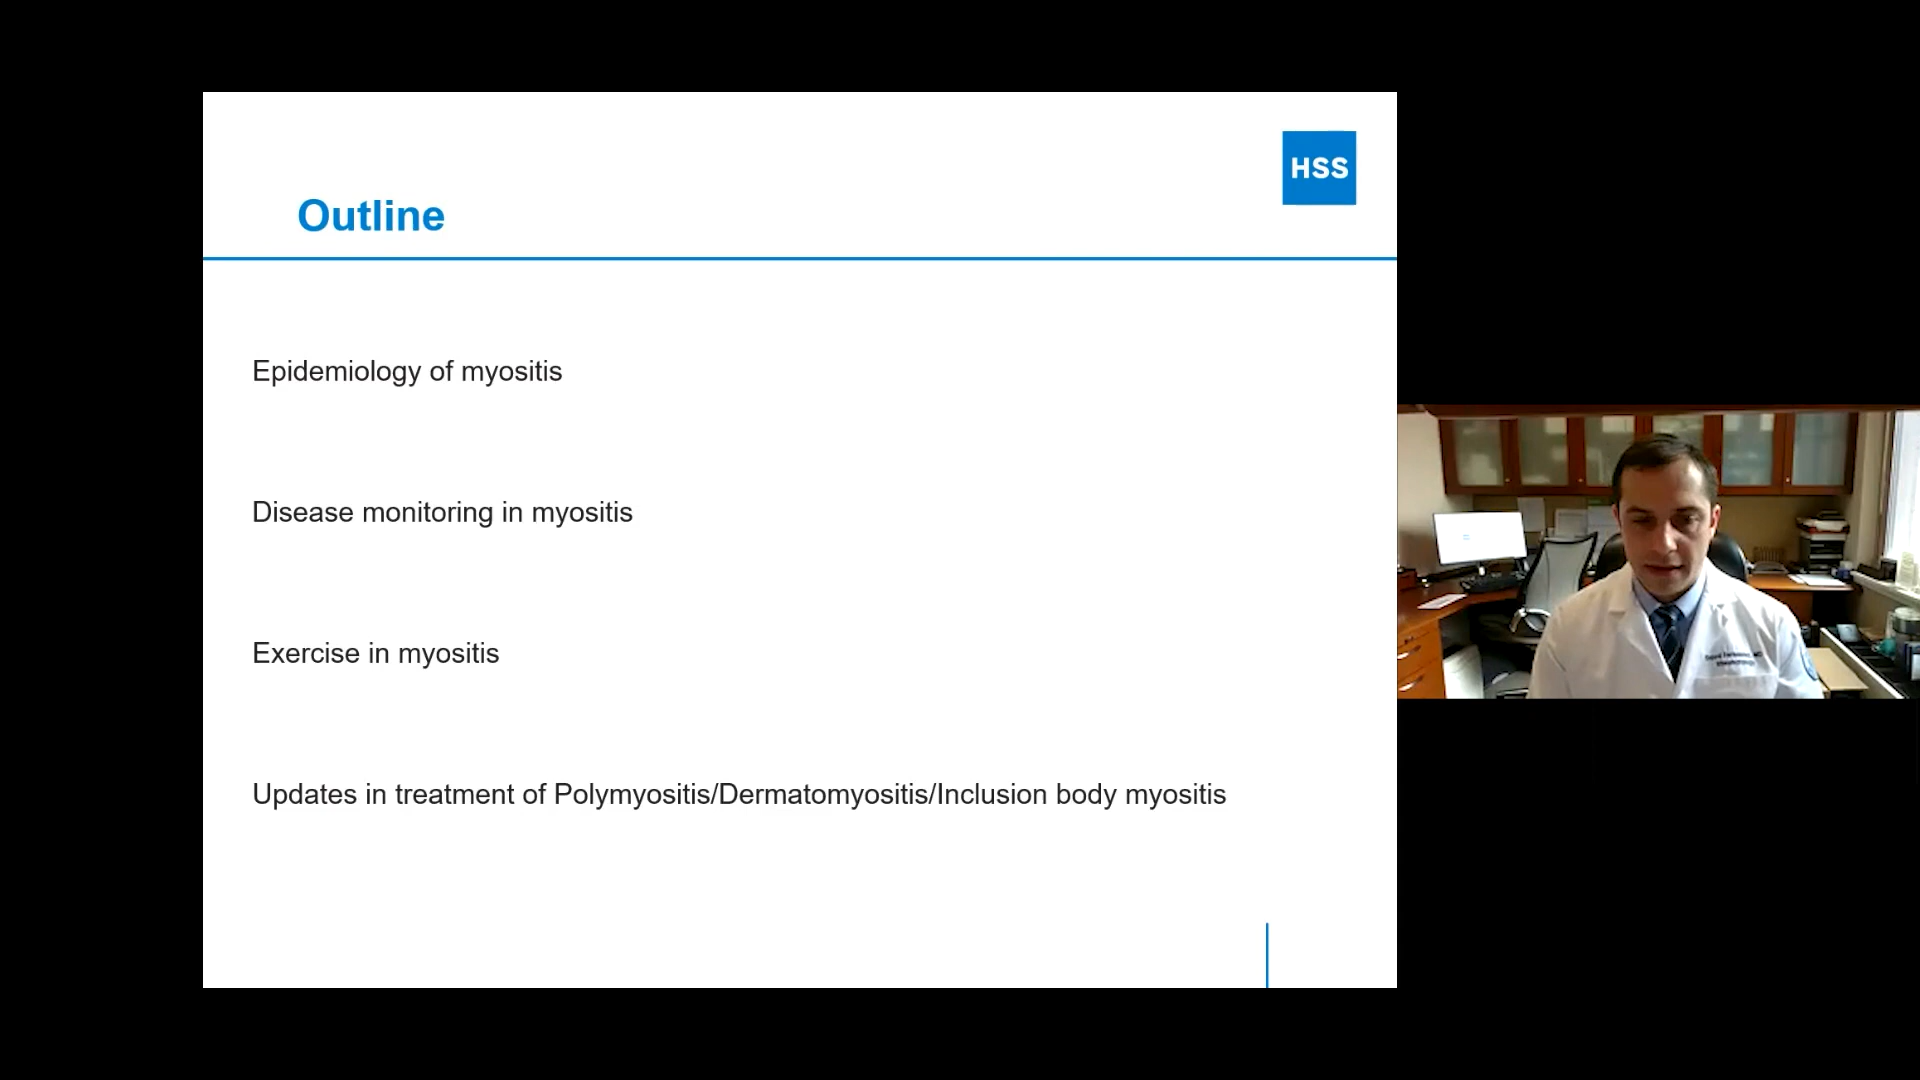 HSS
Outline
Epidemiology of myositis
Disease monitoring in myositis
Exercise in myositis
Updates in treatment of Polymyositis/Dermatomyositis/Inclusion body myositis